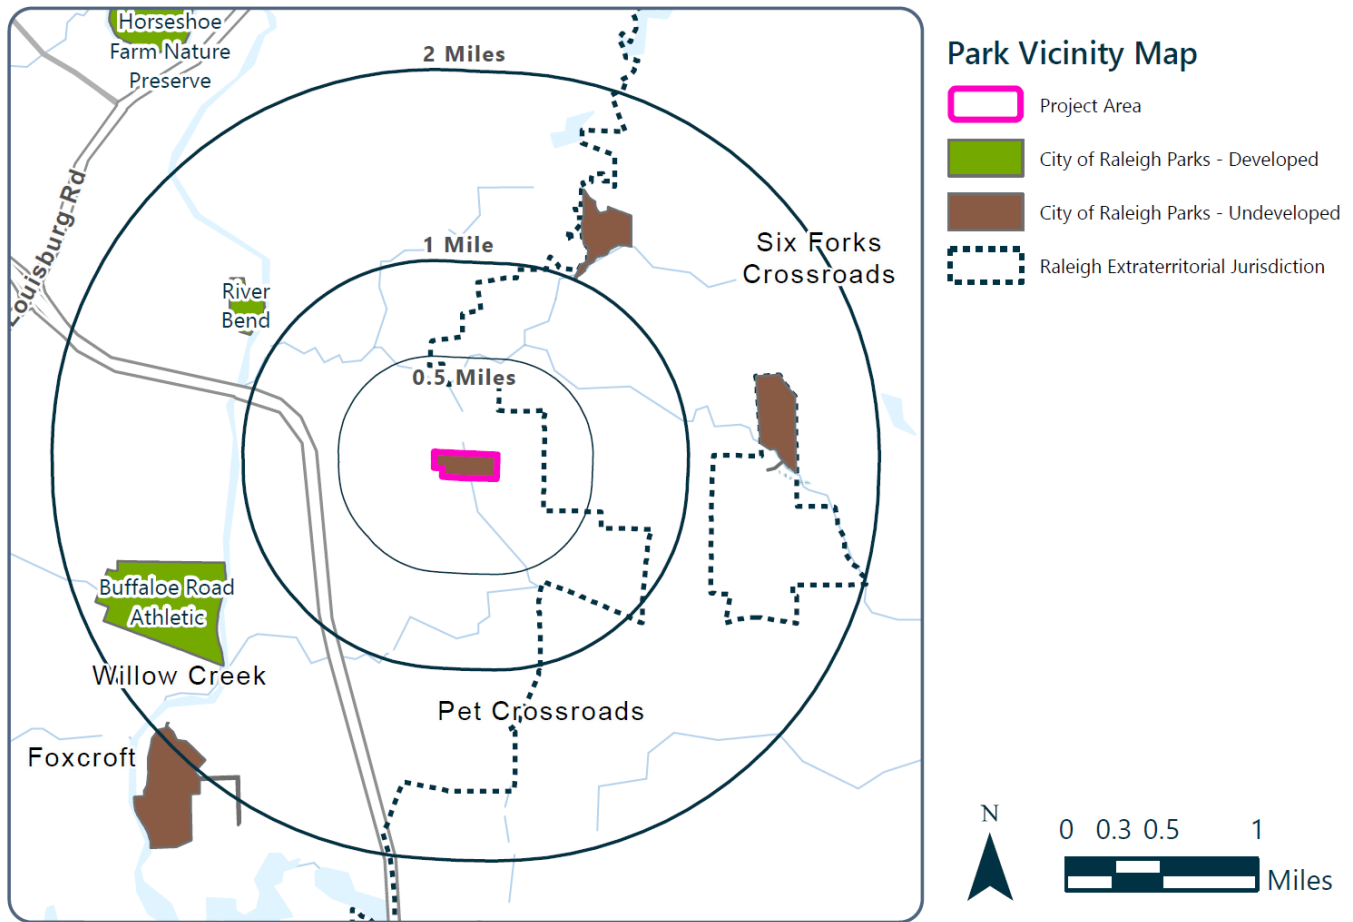 Horseshoe
Farm Nature
Preserve
2 Miles
Louisburg Rd
1 Mile
Six Forks
Crossroads
River
Bend
0.5 Miles
Buffaloe Road
Athletic
Willow Creek
Pet Crossroads
Foxcroft
Park Vicinity Map
Project Area
City of Raleigh Parks - Developed
City of Raleigh Parks - Undeveloped
Raleigh Extraterritorial Jurisdiction
N
0 0.3 0.5 1
Miles